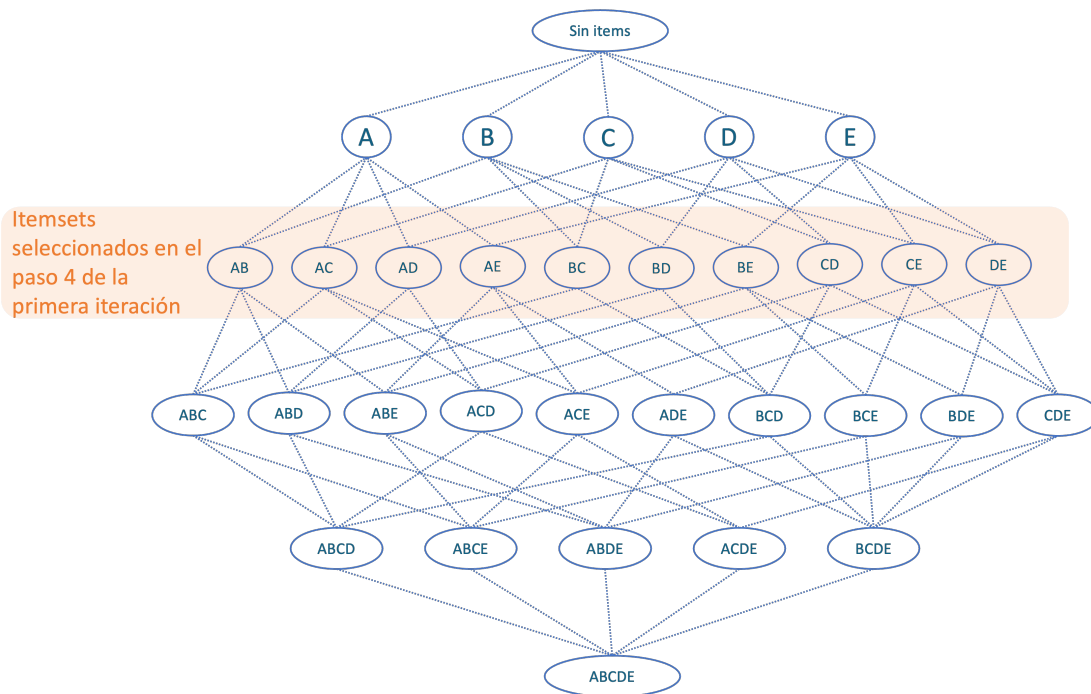 Sin items
A B C D E
Itemsets
seleccionados en el
paso 4 de la
primera iteración
AB AC AD AE BC BD BE CD CE DE
ABC ABD ABE ACD ACE ADE BCD BCE BDE CDE
ABCD ABCE ABDE ACDE BCDE
ABCDE